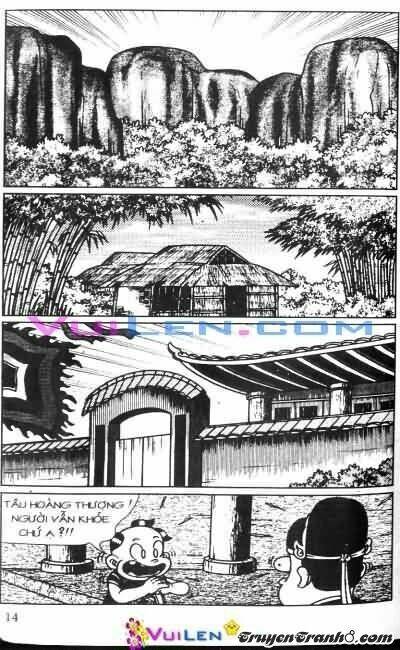 VuiLen.com
TÂU HOÀNG THƯỢNG!
NGƯỜI VẪN KHỎE
CHỨ Ạ?!!
14
VuiLen
TruyenTranh8.com